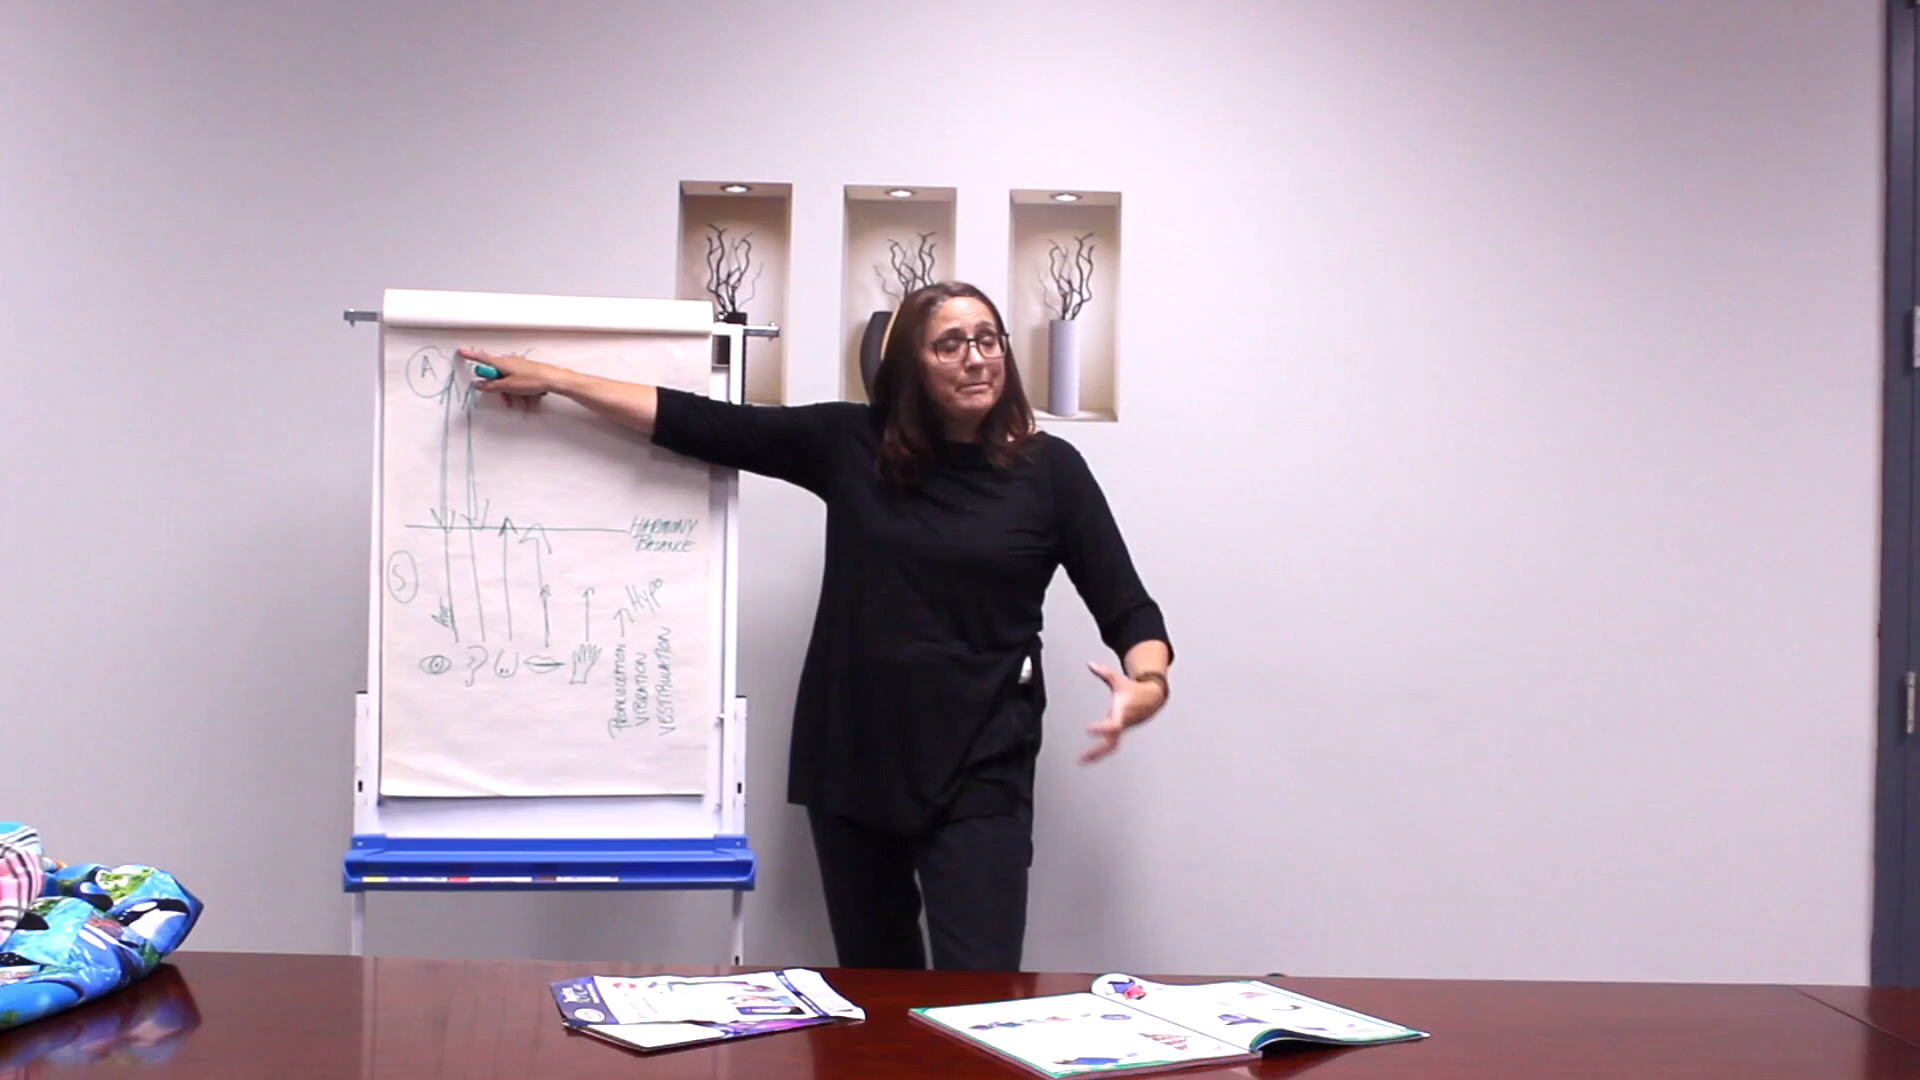 A
HARMONY
BALANCE
S
Hypo
PROPRIOCEPTION
VIBRATION
VESTIBULATION